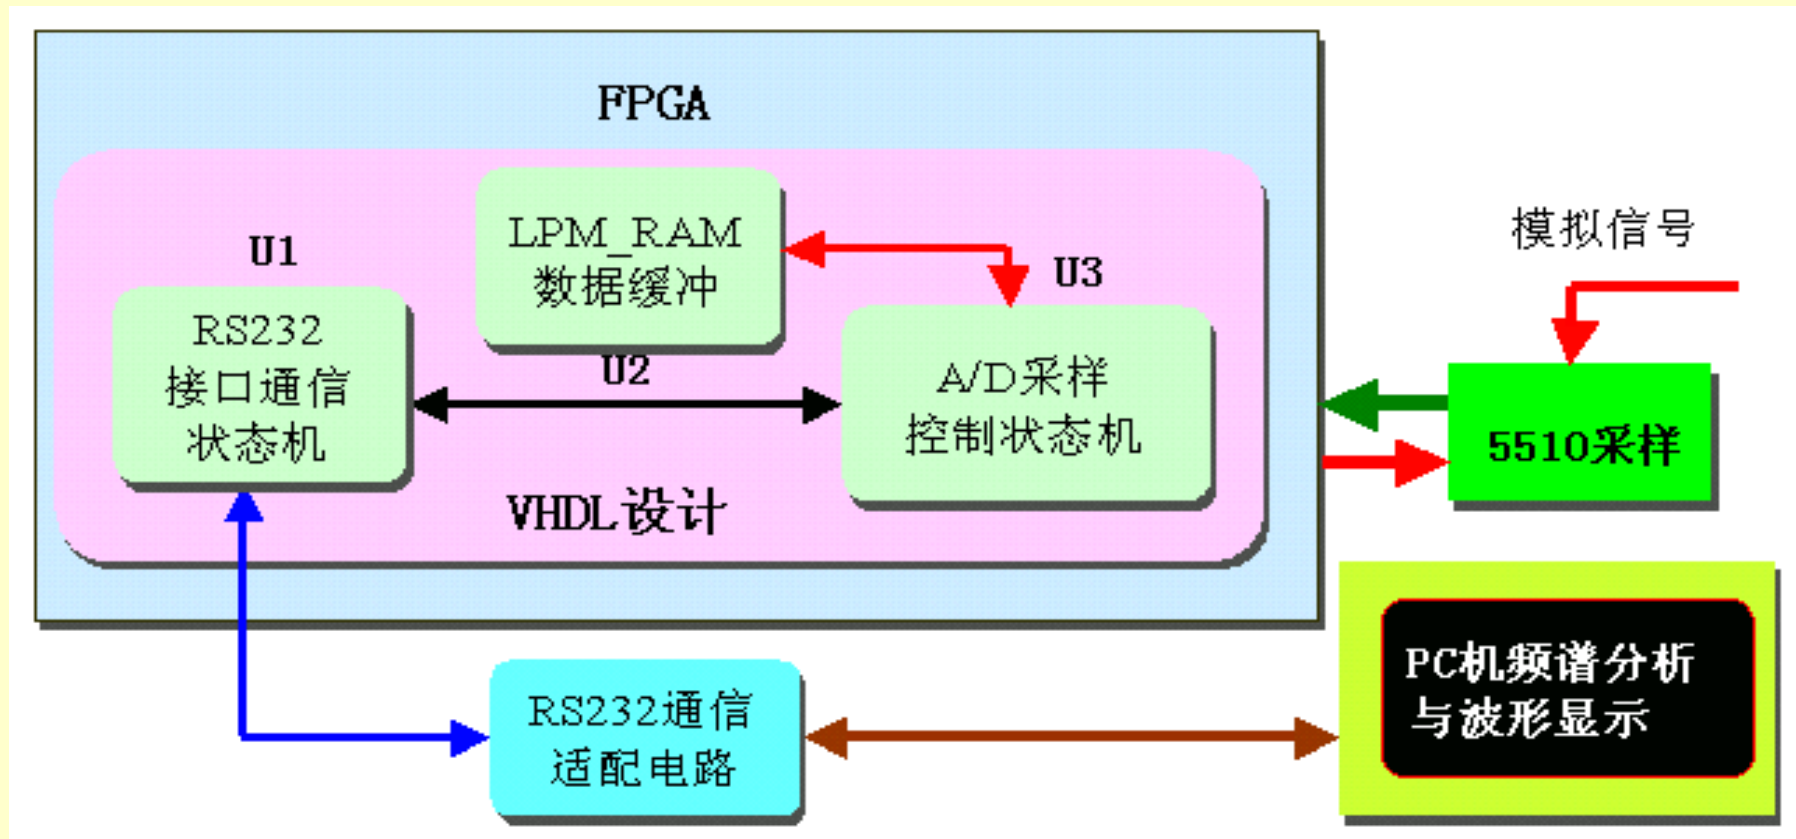 FPGA
U1
LPM_RAM
数据缓冲
U2
U3
RS232
接口通信
状态机
A/D采样
控制状态机
VHDL设计
模拟信号
5510采样
RS232通信
适配电路
PC机频谱分析
与波形显示